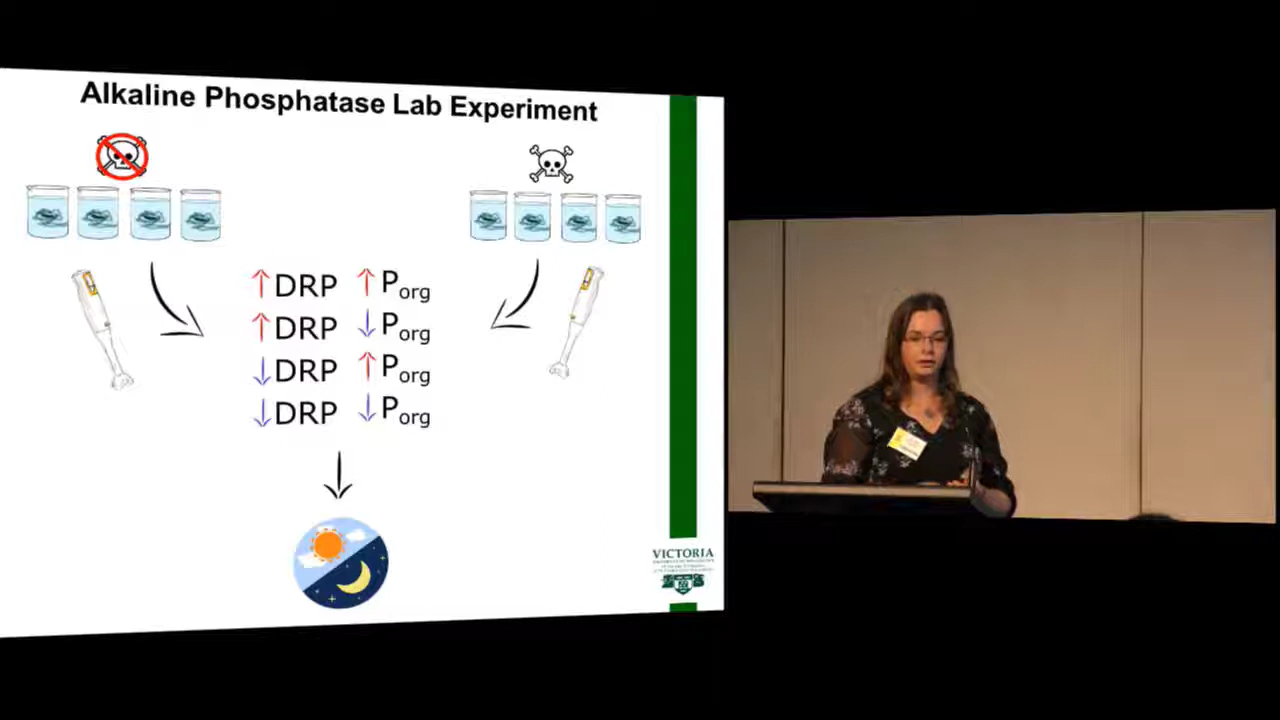 Alkaline Phosphatase Lab Experiment
↑DRP ↑Porg
↑DRP ↓Porg
↓DRP ↑Porg
↓DRP ↓Porg
VICTORIA